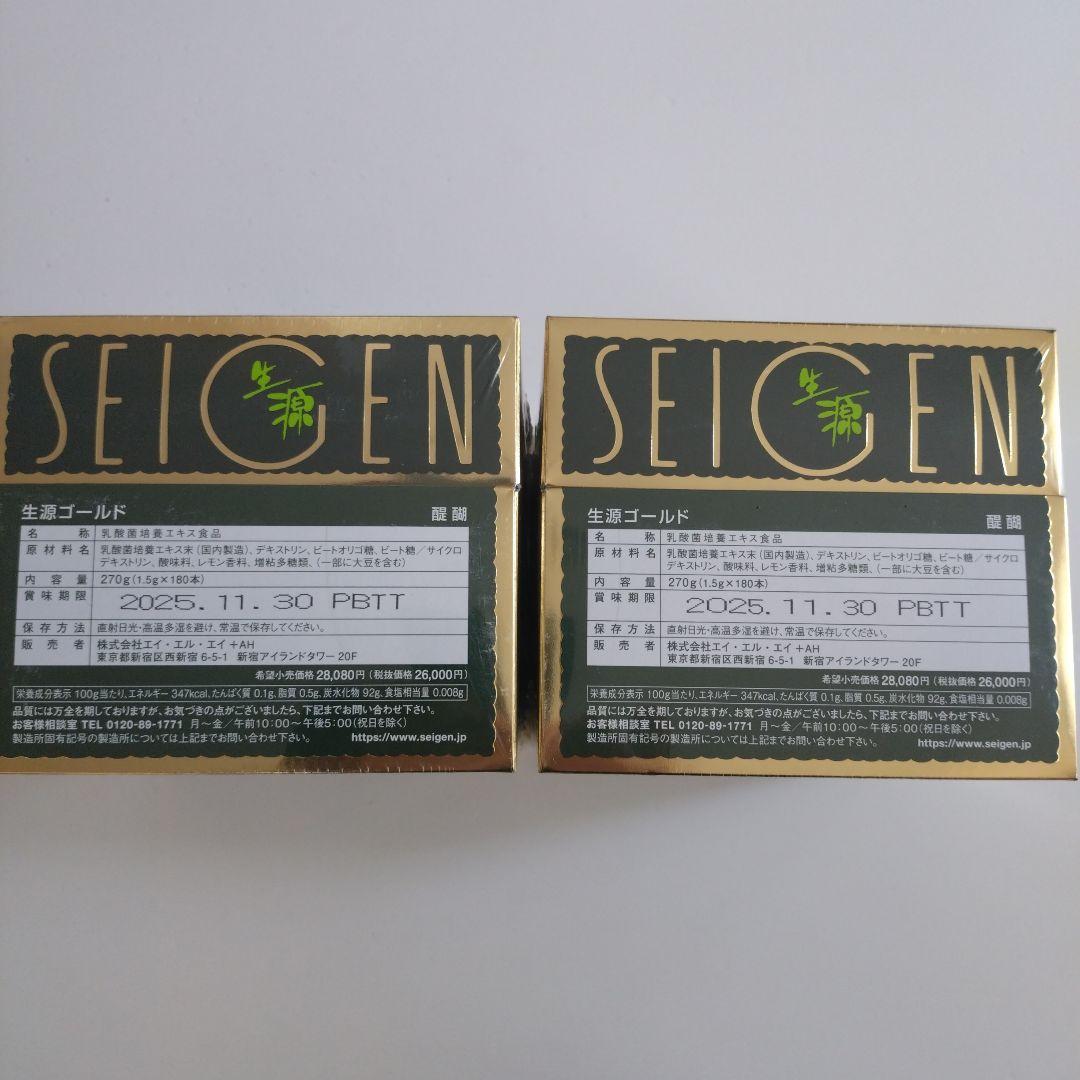 SEIGEN
生源
生源ゴールド 醍醐
名称 乳酸菌培養エキス食品
原材料名 乳酸菌培養エキス末（国内製造）、デキストリン、ビートオリゴ糖、ビート糖／サイクロ
デキストリン、酸味料、レモン香料、増粘多糖類、（一部に大豆を含む）
内容量 270g（1.5g×180本）
賞味期限 2025.11.30 PBTT
保存方法 直射日光・高温多湿を避け、常温で保存してください。
販売者 株式会社エイ・エル・エイ＋AH
東京都新宿区西新宿6-5-1 新宿アイランドタワー20F
希望小売価格28,080円（税抜価格26,000円）
栄養成分表示 100g当たり、エネルギー 347kcal、たんぱく質 0.1g、脂質 0.5g、炭水化物 92g、食塩相当量 0.008g
品質には万全を期しておりますが、お気づきの点がございましたら、下記までお問い合わせ下さい。
お客様相談室 TEL 0120-89-1771 月～金／午前10:00～午後5:00（祝日を除く）
製造所固有記号の製造所については上記までお問い合わせ下さい。 https://www.seigen.jp
SEIGEN
生源
生源ゴールド 醍醐
名称 乳酸菌培養エキス食品
原材料名 乳酸菌培養エキス末（国内製造）、デキストリン、ビートオリゴ糖、ビート糖／サイクロ
デキストリン、酸味料、レモン香料、増粘多糖類、（一部に大豆を含む）
内容量 270g（1.5g×180本）
賞味期限 2025.11.30 PBTT
保存方法 直射日光・高温多湿を避け、常温で保存してください。
販売者 株式会社エイ・エル・エイ＋AH
東京都新宿区西新宿6-5-1 新宿アイランドタワー20F
希望小売価格28,080円（税抜価格26,000円）
栄養成分表示 100g当たり、エネルギー 347kcal、たんぱく質 0.1g、脂質 0.5g、炭水化物 92g、食塩相当量 0.008g
品質には万全を期しておりますが、お気づきの点がございましたら、下記までお問い合わせ下さい。
お客様相談室 TEL 0120-89-1771 月～金／午前10:00～午後5:00（祝日を除く）
製造所固有記号の製造所については上記までお問い合わせ下さい。 https://www.seigen.jp